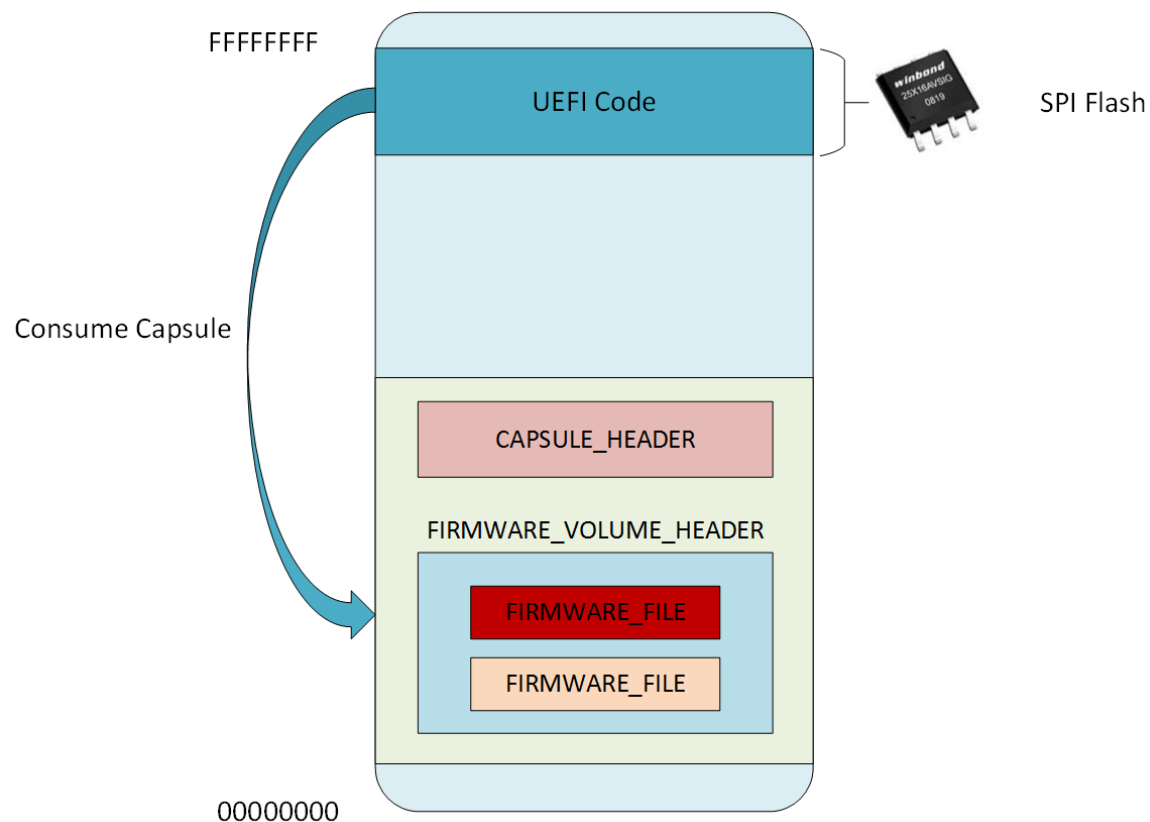 FFFFFFFF
UEFI Code
winbond
25X16AVSIG
0819
SPI Flash
Consume Capsule
CAPSULE_HEADER
FIRMWARE_VOLUME_HEADER
FIRMWARE_FILE
FIRMWARE_FILE
00000000